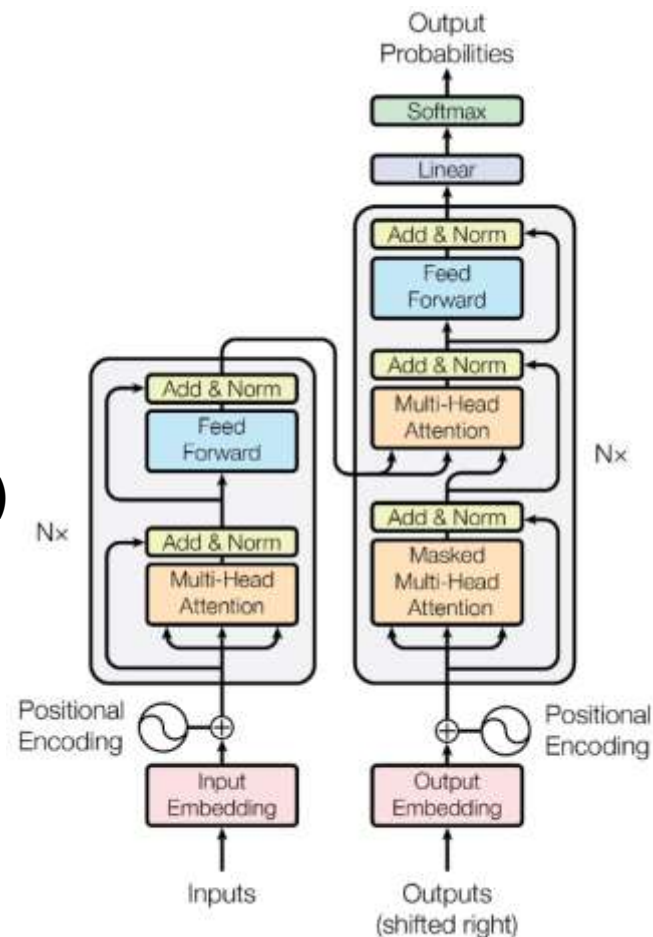 Output
Probabilities
Softmax
Linear
Add & Norm
Feed
Forward
Add & Norm
Multi-Head
Attention
Add & Norm
Masked
Multi-Head
Attention
Nx
Add & Norm
Feed
Forward
Add & Norm
Multi-Head
Attention
N×
Positional
Encoding
Positional
Encoding
Input
Embedding
Output
Embedding
Inputs
Outputs
(shifted right)
)